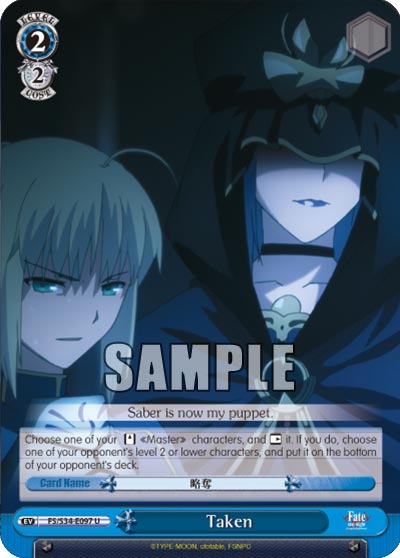 LEVEL
2
2
COST
SAMPLE
Saber is now my puppet.
Choose one of your 《Master》 characters, and it. If you do, choose
one of your opponent's level 2 or lower characters, and put it on the bottom
of your opponent's deck.
Card Name 略奪
EV FS/S34-E097 U Taken Fate
©TYPE-MOON, ufotable, FSNPC